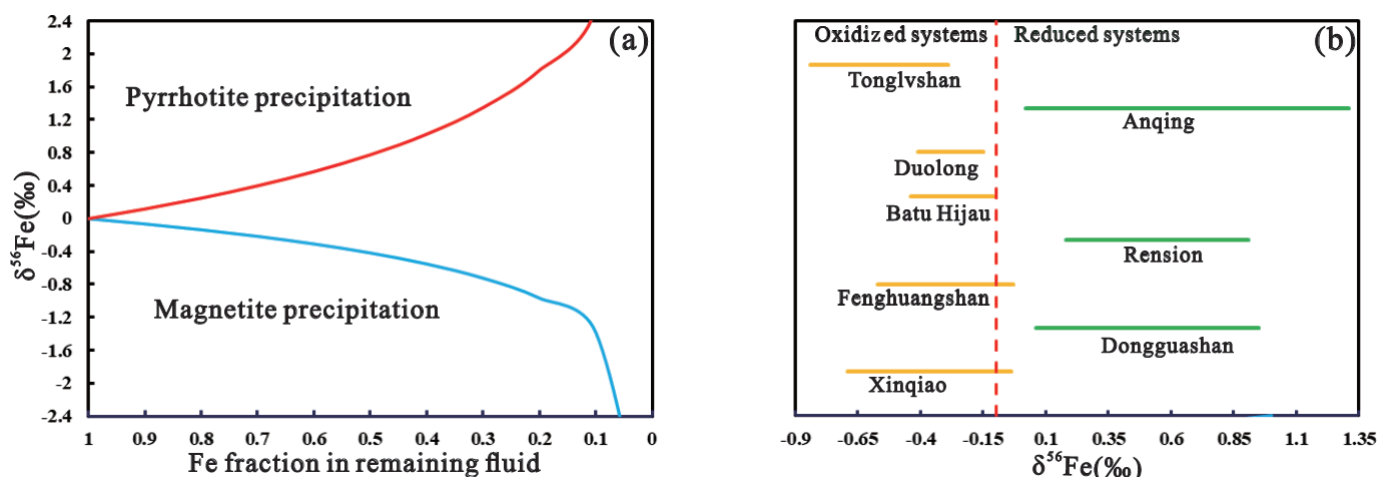 (a)
2.4
2
1.6
1.2
0.8
0.4
0
-0.4
-0.8
-1.2
-1.6
-2
-2.4
δ⁵⁶Fe(‰)
Pyrrhotite precipitation
Magnetite precipitation
1 0.9 0.8 0.7 0.6 0.5 0.4 0.3 0.2 0.1 0
Fe fraction in remaining fluid
(b)
Oxidized systems Reduced systems
Tonglvshan
Anqing
Duolong
Batu Hijau
Rension
Fenghuangshan
Dongguashan
Xinqiao
-0.9 -0.65 -0.4 -0.15 0.1 0.35 0.6 0.85 1.1 1.35
δ⁵⁶Fe(‰)